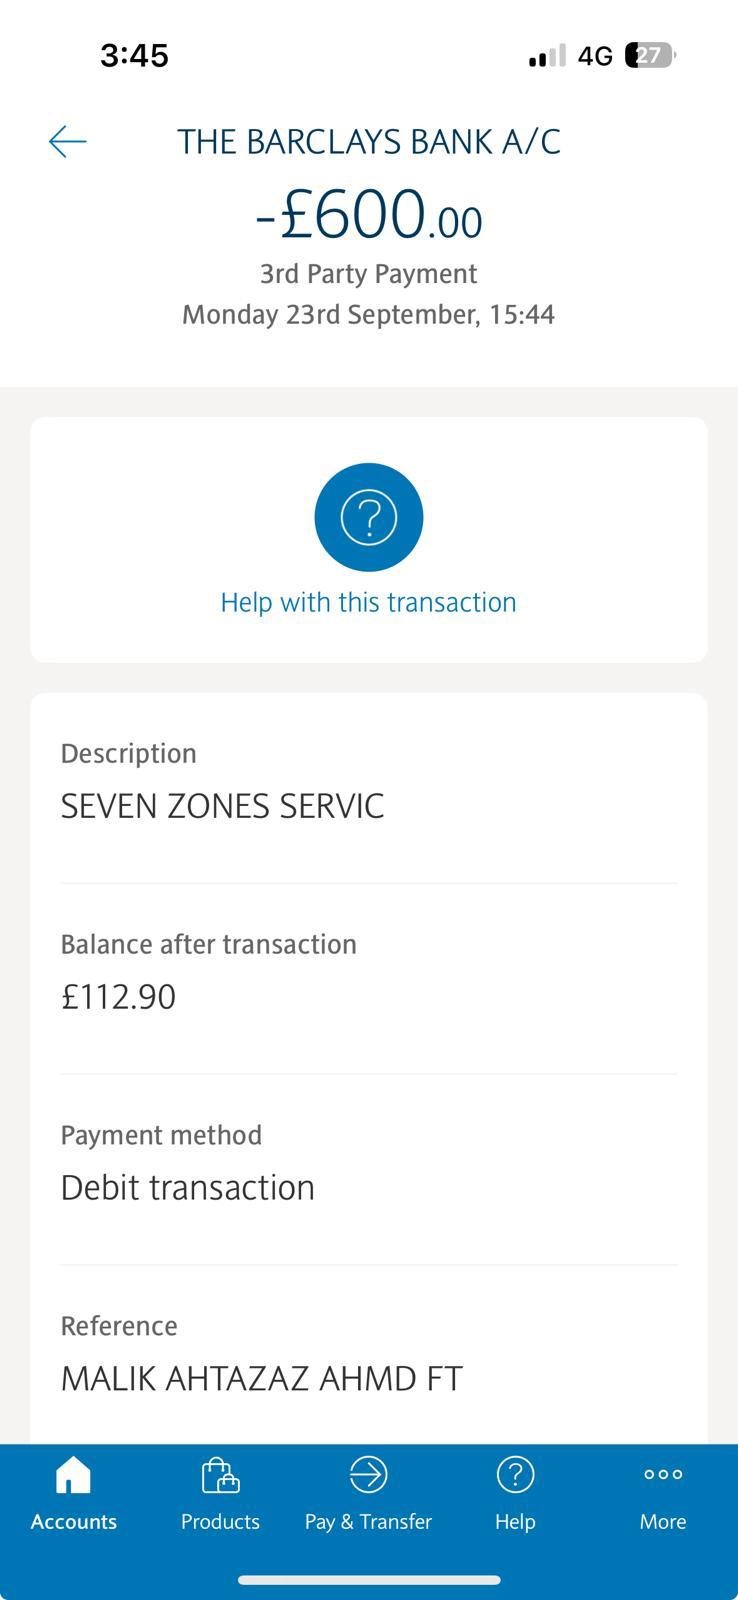 3:45 4G 27
THE BARCLAYS BANK A/C
-£600.00
3rd Party Payment
Monday 23rd September, 15:44
Help with this transaction
Description
SEVEN ZONES SERVIC
Balance after transaction
£112.90
Payment method
Debit transaction
Reference
MALIK AHTAZAZ AHMD FT
Accounts Products Pay & Transfer Help More